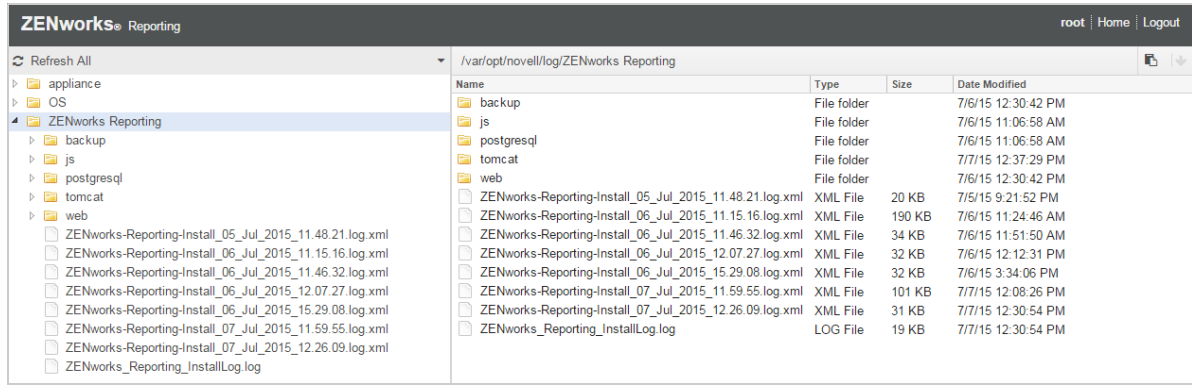 ZENworks® Reporting
root Home Logout
Refresh All
appliance
OS
ZENworks Reporting
backup
js
postgresql
tomcat
web
ZENworks-Reporting-Install_05_Jul_2015_11.48.21.log.xml
ZENworks-Reporting-Install_06_Jul_2015_11.15.16.log.xml
ZENworks-Reporting-Install_06_Jul_2015_11.46.32.log.xml
ZENworks-Reporting-Install_06_Jul_2015_12.07.27.log.xml
ZENworks-Reporting-Install_06_Jul_2015_15.29.08.log.xml
ZENworks-Reporting-Install_07_Jul_2015_11.59.55.log.xml
ZENworks-Reporting-Install_07_Jul_2015_12.26.09.log.xml
ZENworks_Reporting_InstallLog.log
/var/opt/novell/log/ZENworks Reporting
Name Type Size Date Modified
backup File folder 7/6/15 12:30:42 PM
js File folder 7/6/15 11:06:58 AM
postgresql File folder 7/6/15 11:06:58 AM
tomcat File folder 7/7/15 12:37:29 PM
web File folder 7/6/15 12:30:42 PM
ZENworks-Reporting-Install_05_Jul_2015_11.48.21.log.xml XML File 20 KB 7/5/15 9:21:52 PM
ZENworks-Reporting-Install_06_Jul_2015_11.15.16.log.xml XML File 190 KB 7/6/15 11:24:46 AM
ZENworks-Reporting-Install_06_Jul_2015_11.46.32.log.xml XML File 34 KB 7/6/15 11:51:50 AM
ZENworks-Reporting-Install_06_Jul_2015_12.07.27.log.xml XML File 32 KB 7/6/15 12:12:31 PM
ZENworks-Reporting-Install_06_Jul_2015_15.29.08.log.xml XML File 32 KB 7/6/15 3:34:06 PM
ZENworks-Reporting-Install_07_Jul_2015_11.59.55.log.xml XML File 101 KB 7/7/15 12:08:26 PM
ZENworks-Reporting-Install_07_Jul_2015_12.26.09.log.xml XML File 31 KB 7/7/15 12:30:54 PM
ZENworks_Reporting_InstallLog.log LOG File 19 KB 7/7/15 12:30:54 PM